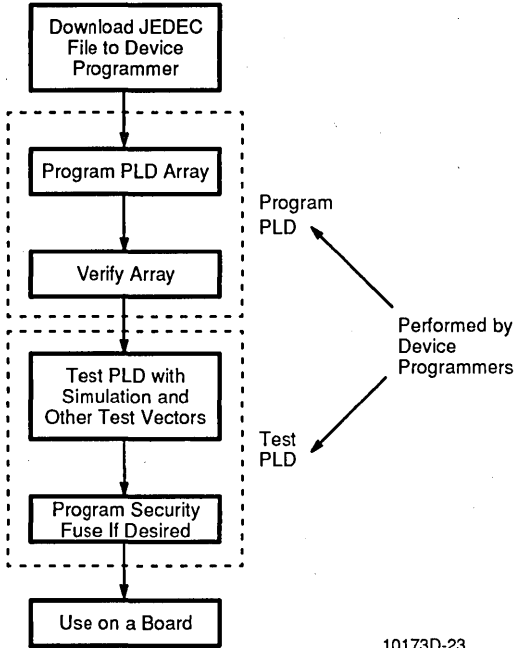 Download JEDEC
File to Device
Programmer
Program PLD Array
Verify Array
Program
PLD
Performed by
Device
Programmers
Test PLD with
Simulation and
Other Test Vectors
Test
PLD
Program Security
Fuse If Desired
Use on a Board
10173D-23